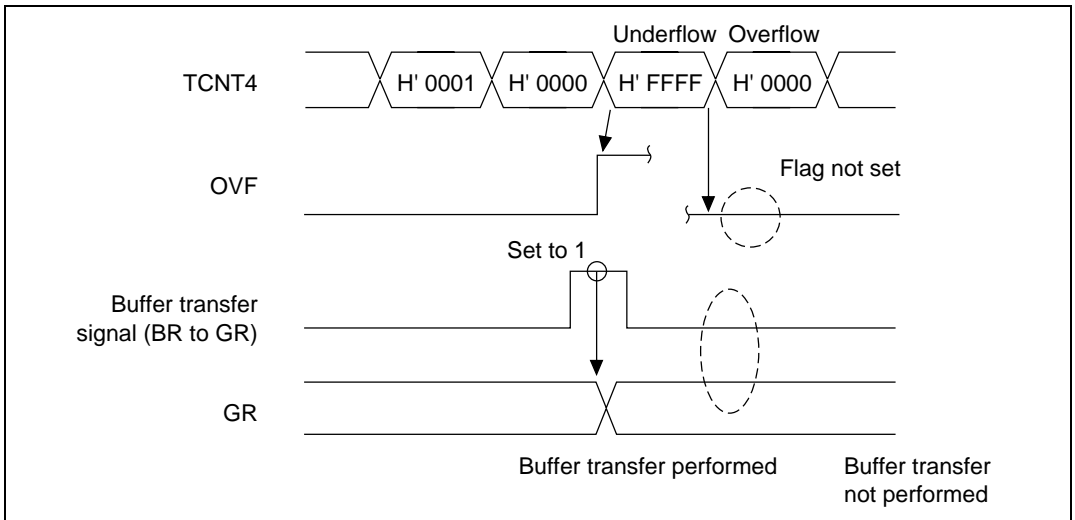 Underflow Overflow
TCNT4 H' 0001 H' 0000 H' FFFF H' 0000
OVF
Flag not set
Set to 1
Buffer transfer
signal (BR to GR)
GR
Buffer transfer performed
Buffer transfer
not performed